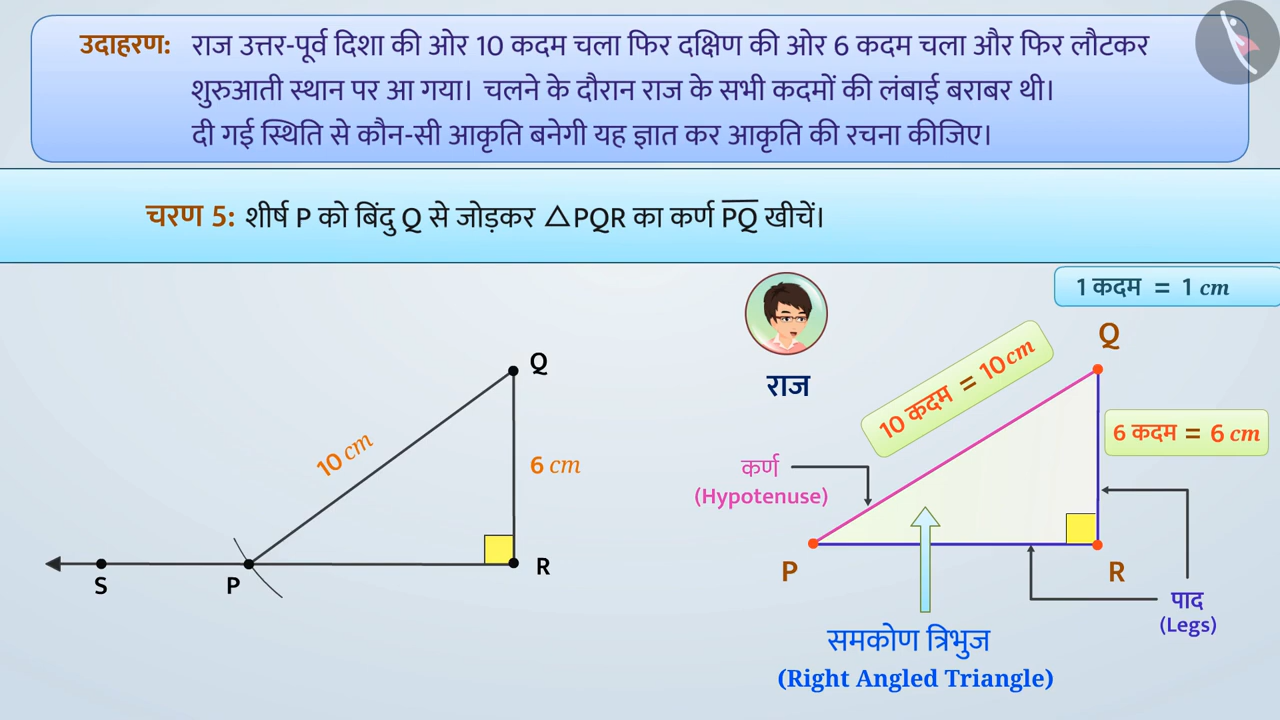 उदाहरण: राज उत्तर-पूर्व दिशा की ओर 10 कदम चला फिर दक्षिण की ओर 6 कदम चला और फिर लौटकर
शुरुआती स्थान पर आ गया। चलने के दौरान राज के सभी कदमों की लंबाई बराबर थी।
दी गई स्थिति से कौन-सी आकृति बनेगी यह ज्ञात कर आकृति की रचना कीजिए।
चरण 5: शीर्ष P को बिंदु Q से जोड़कर △PQR का कर्ण P̅Q̅ खीचें।
1 कदम = 1 cm
राज
Q
10 कदम = 10 cm
6 कदम = 6 cm
कर्ण
(Hypotenuse)
P
R
पाद
(Legs)
समकोण त्रिभुज
(Right Angled Triangle)
Q
10 cm
6 cm
S
P
R